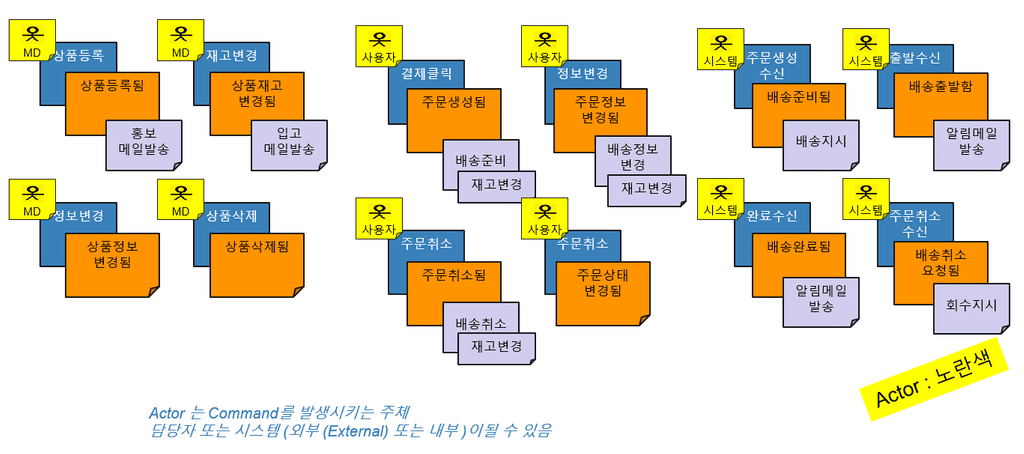 MD
상품등록
상품등록됨
홍보
메일발송
MD
재고변경
상품재고
변경됨
입고
메일발송
MD
정보변경
상품정보
변경됨
MD
상품삭제
상품삭제됨
사용자
결제클릭
주문생성됨
배송준비
재고변경
사용자
정보변경
주문정보
변경됨
배송정보
변경
재고변경
사용자
주문취소
주문취소됨
배송취소
재고변경
사용자
주문취소
주문상태
변경됨
시스템
주문생성
수신
배송준비됨
배송지시
시스템
출발수신
배송출발함
알림메일
발송
시스템
완료수신
배송완료됨
알림메일
발송
시스템
주문취소
수신
배송취소
요청됨
회수지시
Actor : 노란색
Actor 는 Command를 발생시키는 주체
담당자 또는 시스템 (외부 (External) 또는 내부 )이될 수 있음